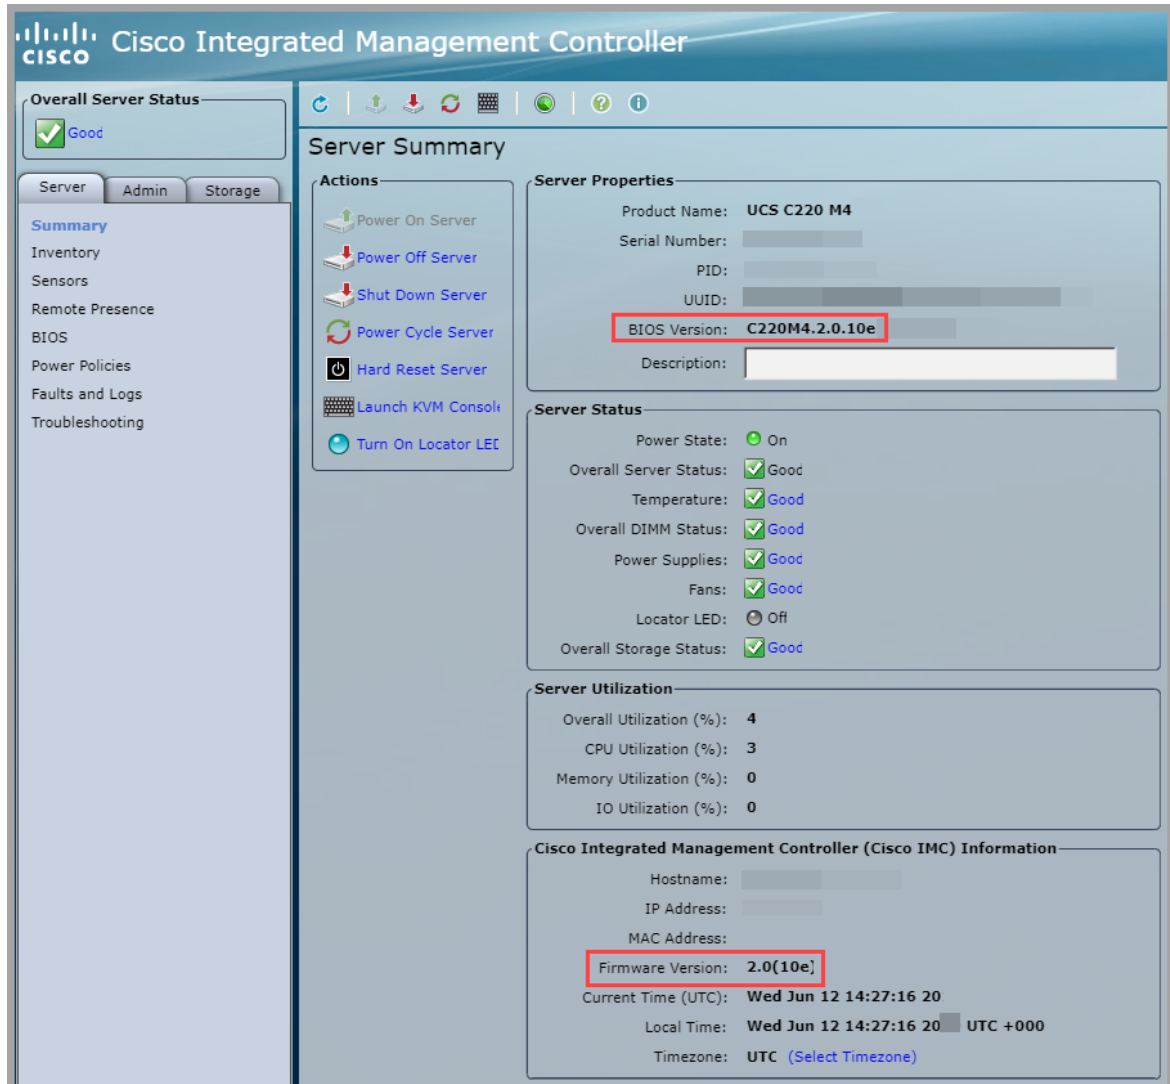 CISCO
Cisco Integrated Management Controller
Overall Server Status
Good
Server
Admin
Storage
Summary
Inventory
Sensors
Remote Presence
BIOS
Power Policies
Faults and Logs
Troubleshooting
Server Summary
Actions
Power On Server
Power Off Server
Shut Down Server
Power Cycle Server
Hard Reset Server
Launch KVM Console
Turn On Locator LED
Server Properties
Product Name: UCS C220 M4
Serial Number:
PID:
UUID:
BIOS Version: C220M4.2.0.10e
Description:
Server Status
Power State: On
Overall Server Status: Good
Temperature: Good
Overall DIMM Status: Good
Power Supplies: Good
Fans: Good
Locator LED: Off
Overall Storage Status: Good
Server Utilization
Overall Utilization (%): 4
CPU Utilization (%): 3
Memory Utilization (%): 0
IO Utilization (%): 0
Cisco Integrated Management Controller (Cisco IMC) Information
Hostname:
IP Address:
MAC Address:
Firmware Version: 2.0(10e)
Current Time (UTC): Wed Jun 12 14:27:16 20
Local Time: Wed Jun 12 14:27:16 20 UTC +000
Timezone: UTC (Select Timezone)